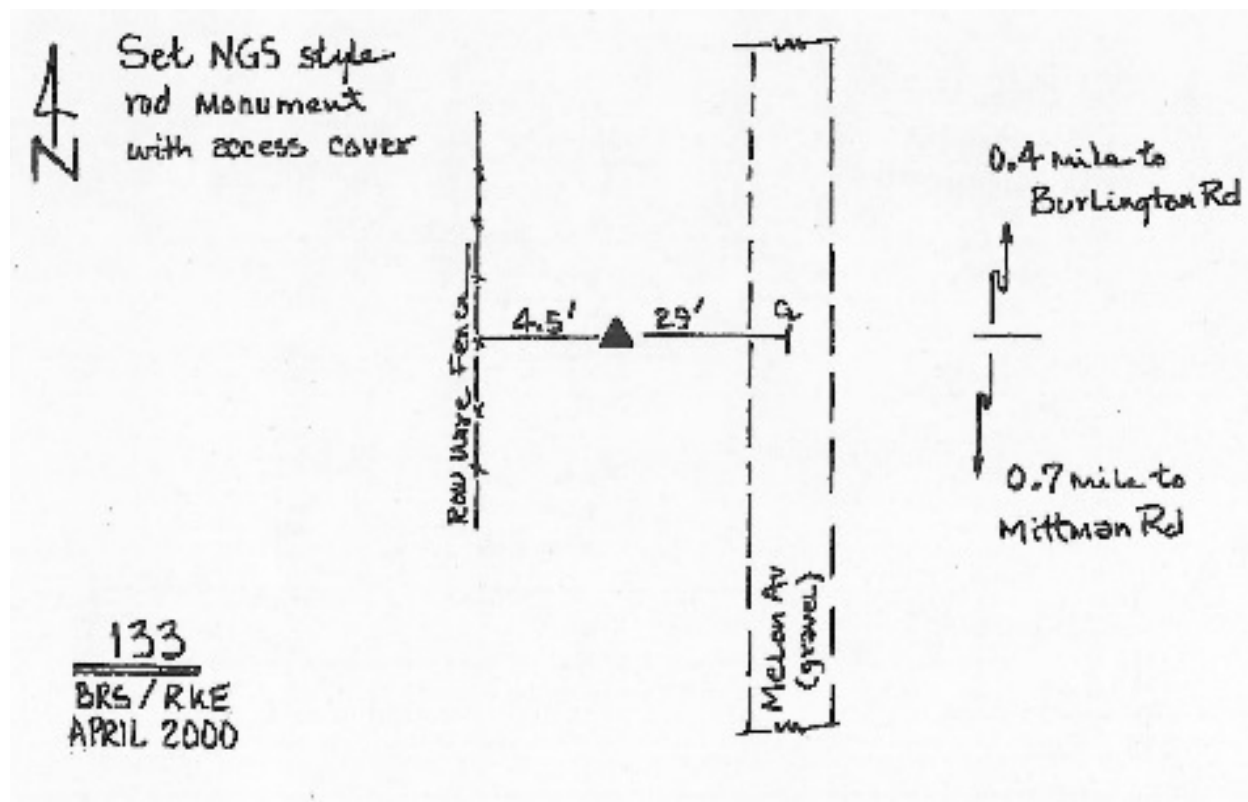 N
Set NGS style
rod Monument
with access cover
0.4 mile to
Burlington Rd
4.5'
29'
Row Wire Fence
0.7 mile to
Mittman Rd
McLan Av
(gravel)
133
BRS/RKE
APRIL 2000